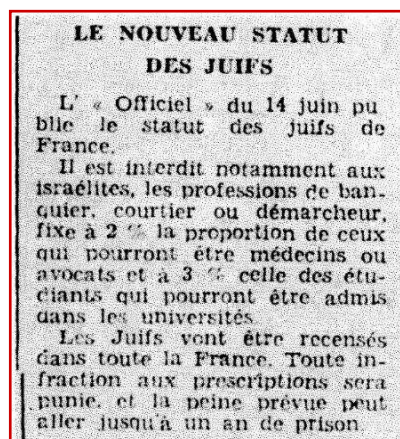 LE NOUVEAU STATUT
DES JUIFS
L' « Officiel » du 14 juin pu
blie le statut des juifs de
France.
Il est interdit notamment aux
israélites, les professions de ban-
quier, courtier ou démarcheur,
fixe à 2 % la proportion de ceux
qui pourront être médecins ou
avocats et à 3 % celle des étu-
diants qui pourront être admis
dans les universités
Les Juifs vont être recensés
dans toute la France. Toute in-
fraction aux prescriptions sera
punie, et la peine prévue peut
aller jusqu'à un an de prison